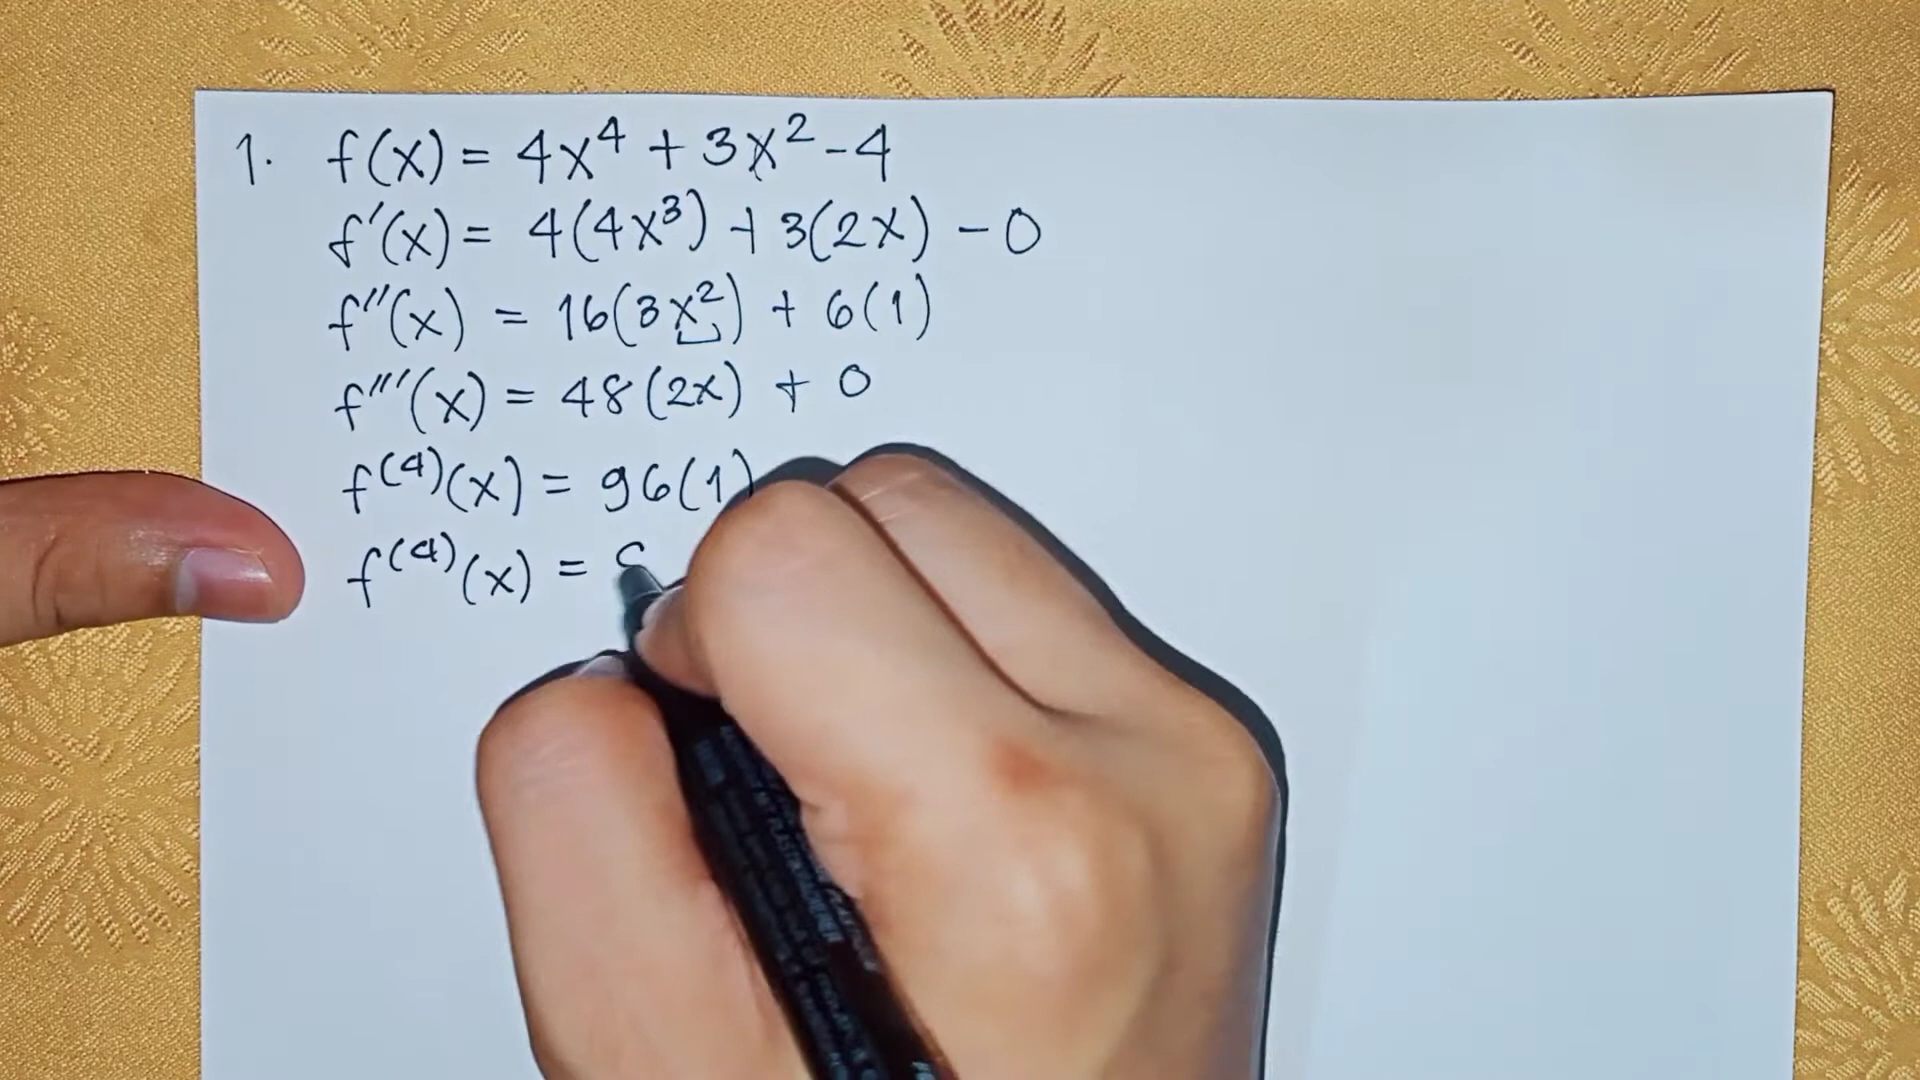 1. f(x) = 4x⁴ + 3x² - 4
f'(x) = 4(4x³) + 3(2x) - 0
f''(x) = 16(3x²) + 6(1)
f'''(x) = 48(2x) + 0
f⁽⁴⁾(x) = 96(1)
f⁽⁴⁾(x) =